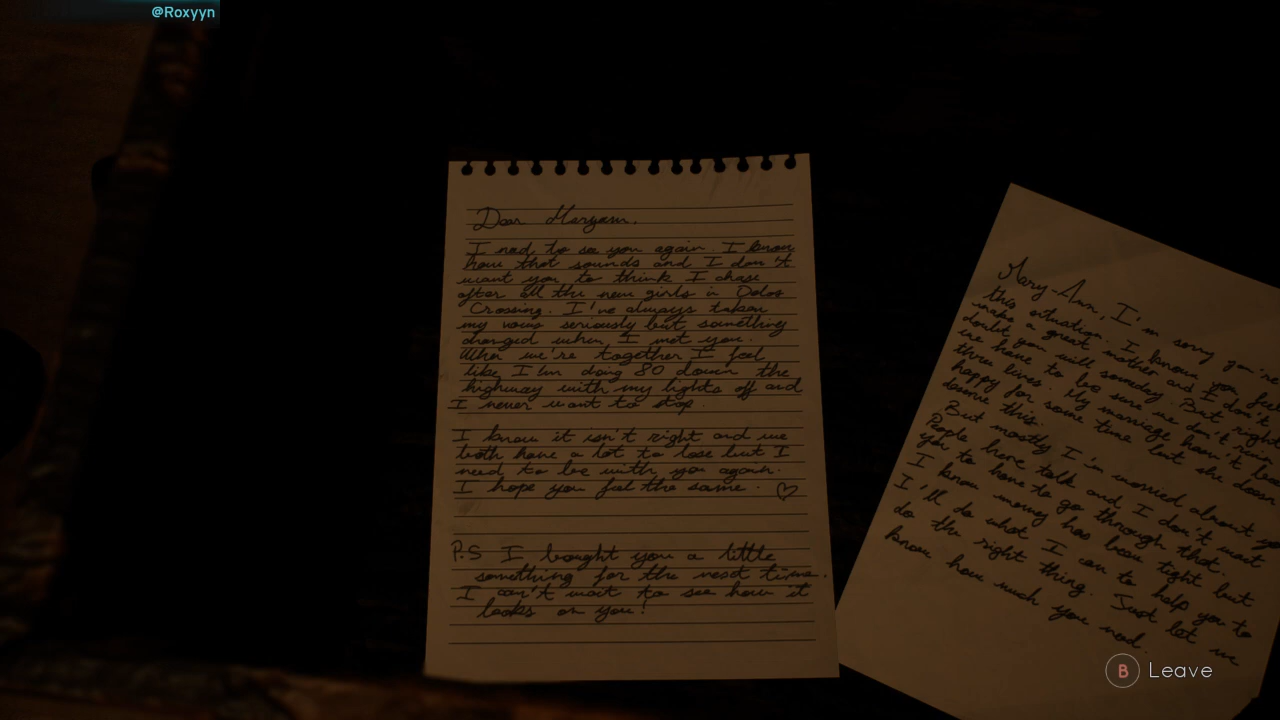 @Roxyyn
Dear Maryann,
I need to see you again. I know
how that sounds and I don't
want you to think I chase
after all the new girls in Delos
Crossing. I've always taken
my vows seriously but something
changed when I met you.
When we're together I feel
like I'm doing 80 down the
highway with my lights off and
I never want to stop.
I know it isn't right and we
both have a lot to lose but I
need to be with you again.
I hope you feel the same. ♡
P.S I bought you a little
something for the next time.
I can't wait to see how it
looks on you!
Mary-Ann, I'm sorry you're
this situation. I know you feel
make a great mother and I don't
doubt you will someday. But right
we have to be sure we don't ruin
three lives. My marriage hasn't been
happy for some time but she doesn't
deserve this.
But mostly I'm worried about you
People here talk and I don't want
you to have to go through that.
I know money has been tight but
I'll do what I can to help you to
do the right thing. Just let me
know how much you need.
B Leave